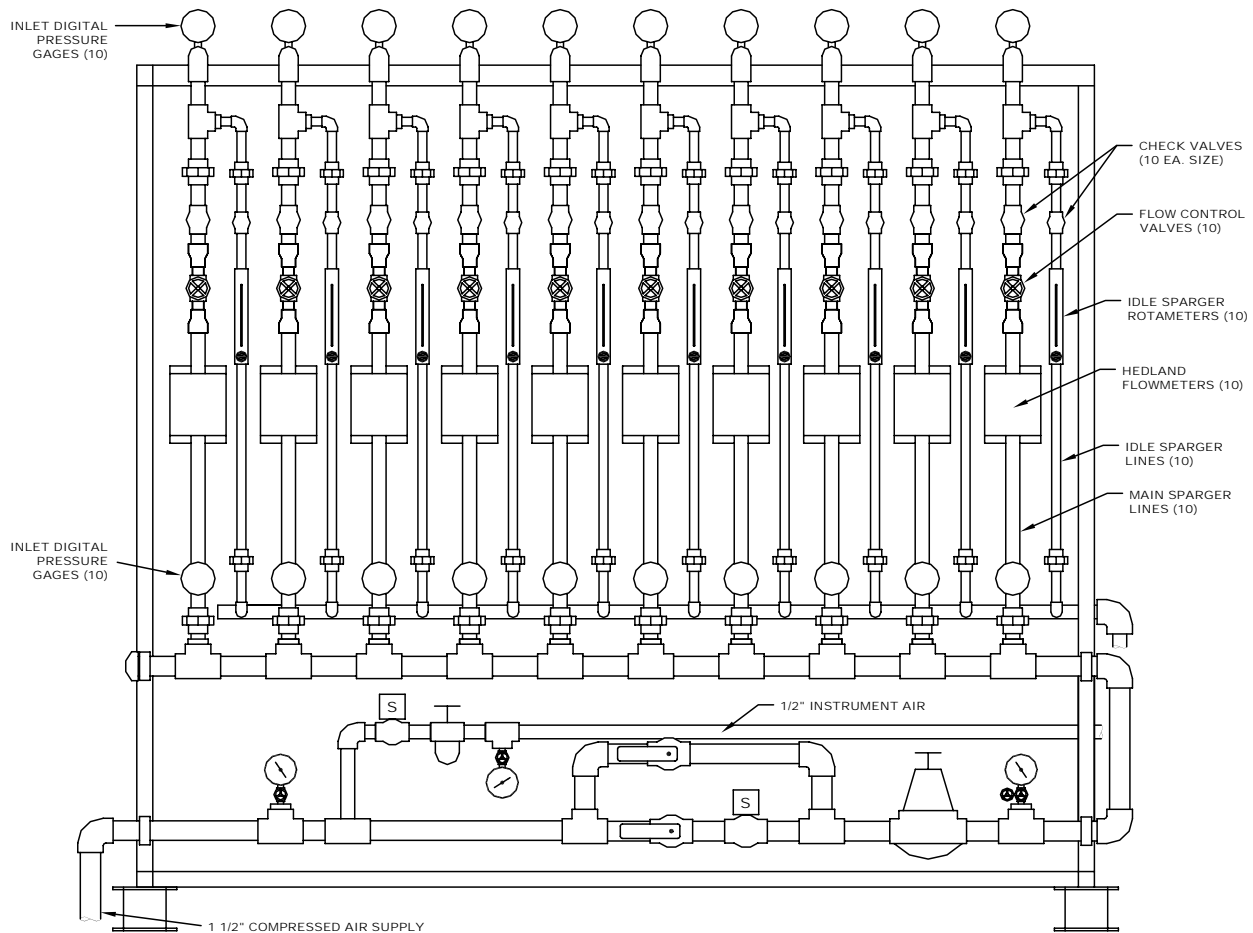 INLET DIGITAL
PRESSURE
GAGES (10)
CHECK VALVES
(10 EA. SIZE)
FLOW CONTROL
VALVES (10)
IDLE SPARGER
ROTAMETERS (10)
HEDLAND
FLOWMETERS (10)
IDLE SPARGER
LINES (10)
MAIN SPARGER
LINES (10)
INLET DIGITAL
PRESSURE
GAGES (10)
S
1/2" INSTRUMENT AIR
S
1 1/2" COMPRESSED AIR SUPPLY